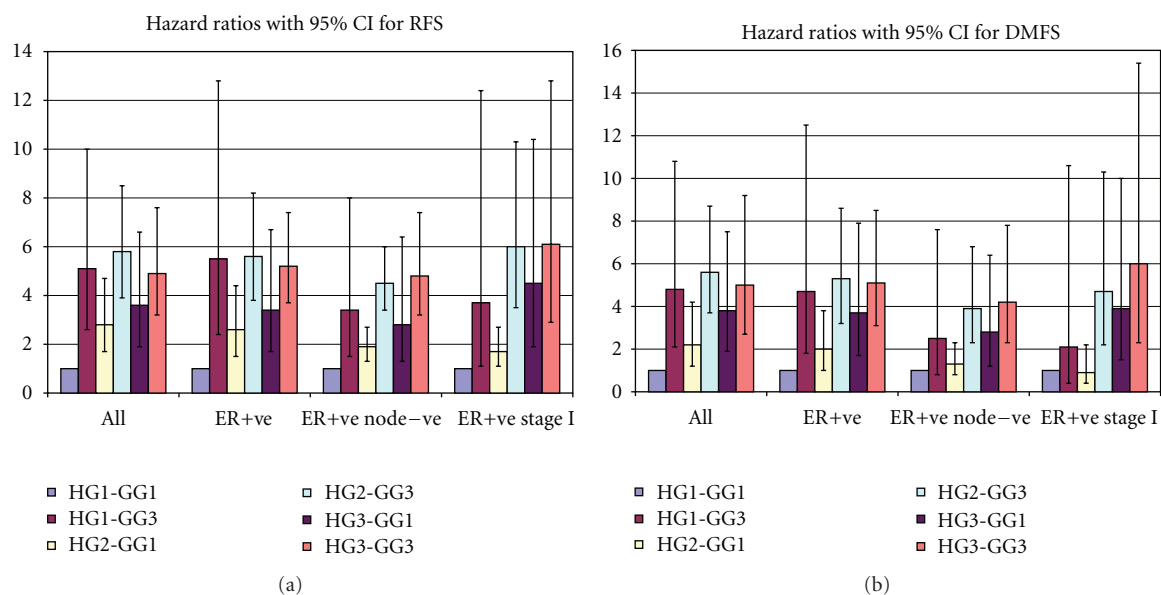 Hazard ratios with 95% CI for RFS
14
12
10
8
6
4
2
0
All ER+ve ER+ve node−ve ER+ve stage I
HG1-GG1 HG2-GG3
HG1-GG3 HG3-GG1
HG2-GG1 HG3-GG3
(a)
Hazard ratios with 95% CI for DMFS
16
14
12
10
8
6
4
2
0
All ER+ve ER+ve node−ve ER+ve stage I
HG1-GG1 HG2-GG3
HG1-GG3 HG3-GG1
HG2-GG1 HG3-GG3
(b)